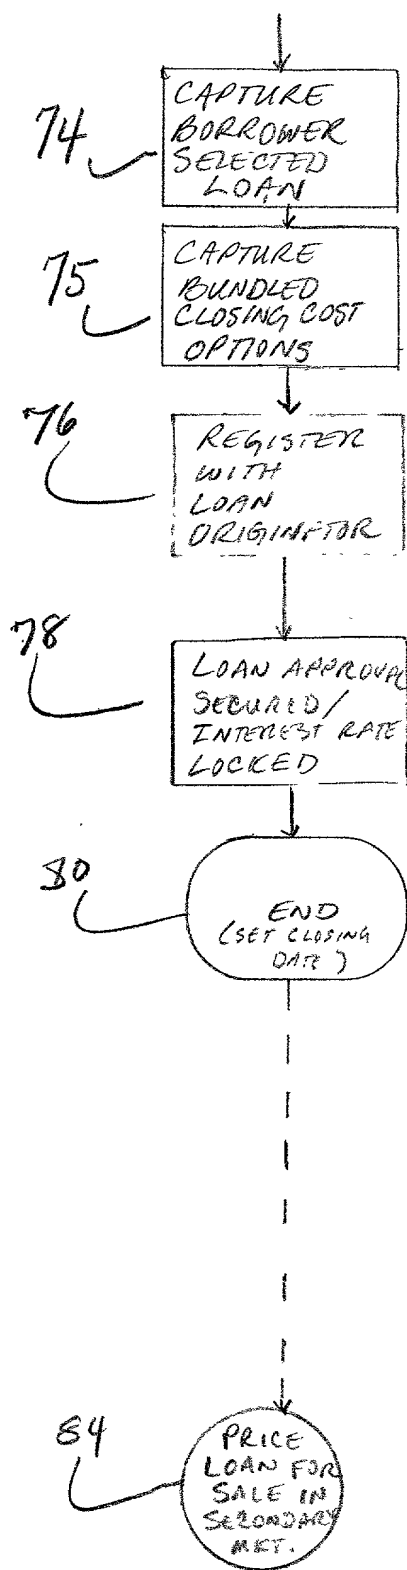 74
CAPTURE
BORROWER
SELECTED
LOAN
75
CAPTURE
BUNDLED
CLOSING COST
OPTIONS
76
REGISTER
WITH
LOAN
ORIGINETOR
78
LOAN APPROVAL
SECURED/
INTEREST RATE
LOCKED
80
END
(SET CLOSING
DATE)
84
PRICE
LOAN FOR
SALE IN
SECONDARY
MKT.